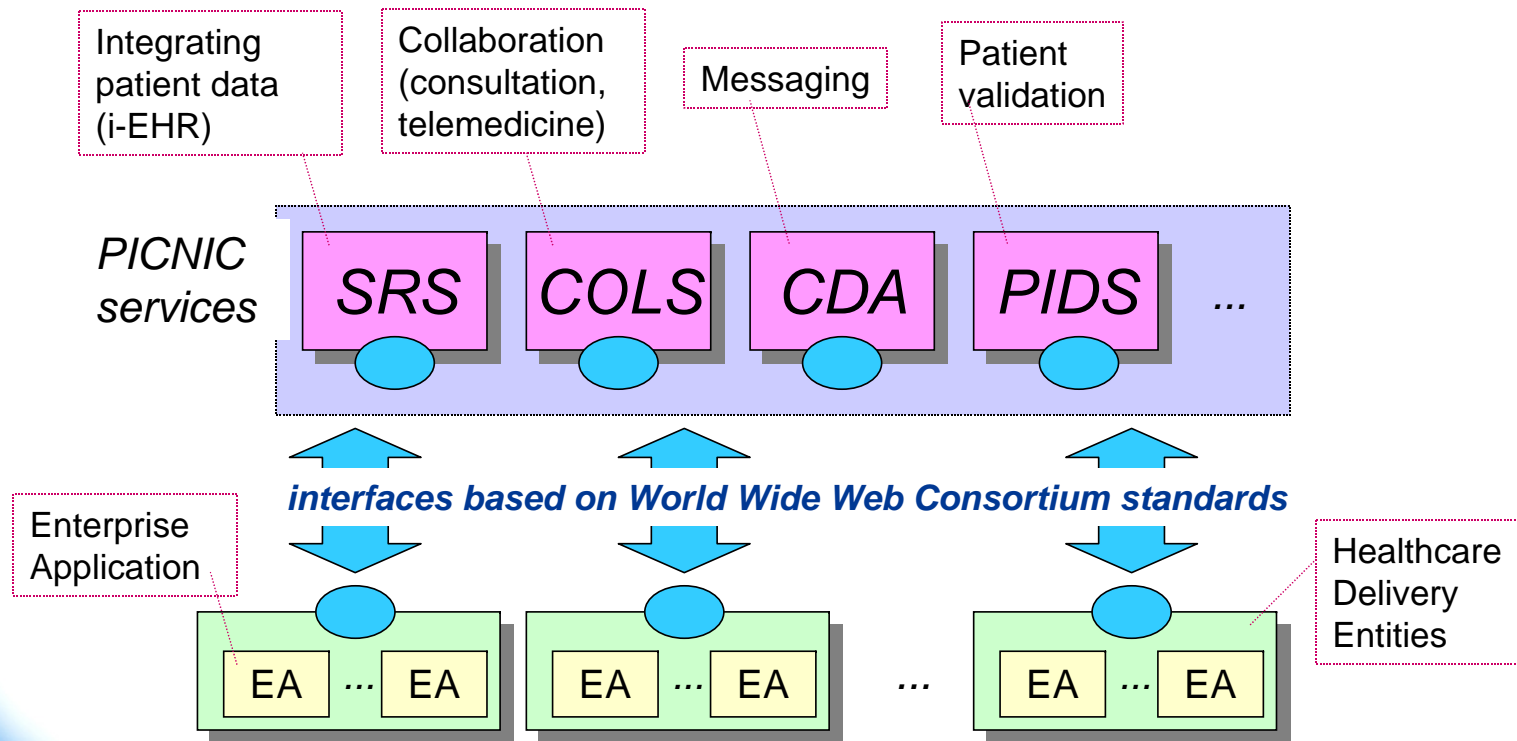 Integrating
patient data
(i-EHR)
Collaboration
(consultation,
telemedicine)
Messaging
Patient
validation
PICNIC
services
SRS
COLS
CDA
PIDS
...
interfaces based on World Wide Web Consortium standards
Enterprise
Application
Healthcare
Delivery
Entities
EA ... EA
EA ... EA
...
EA ... EA